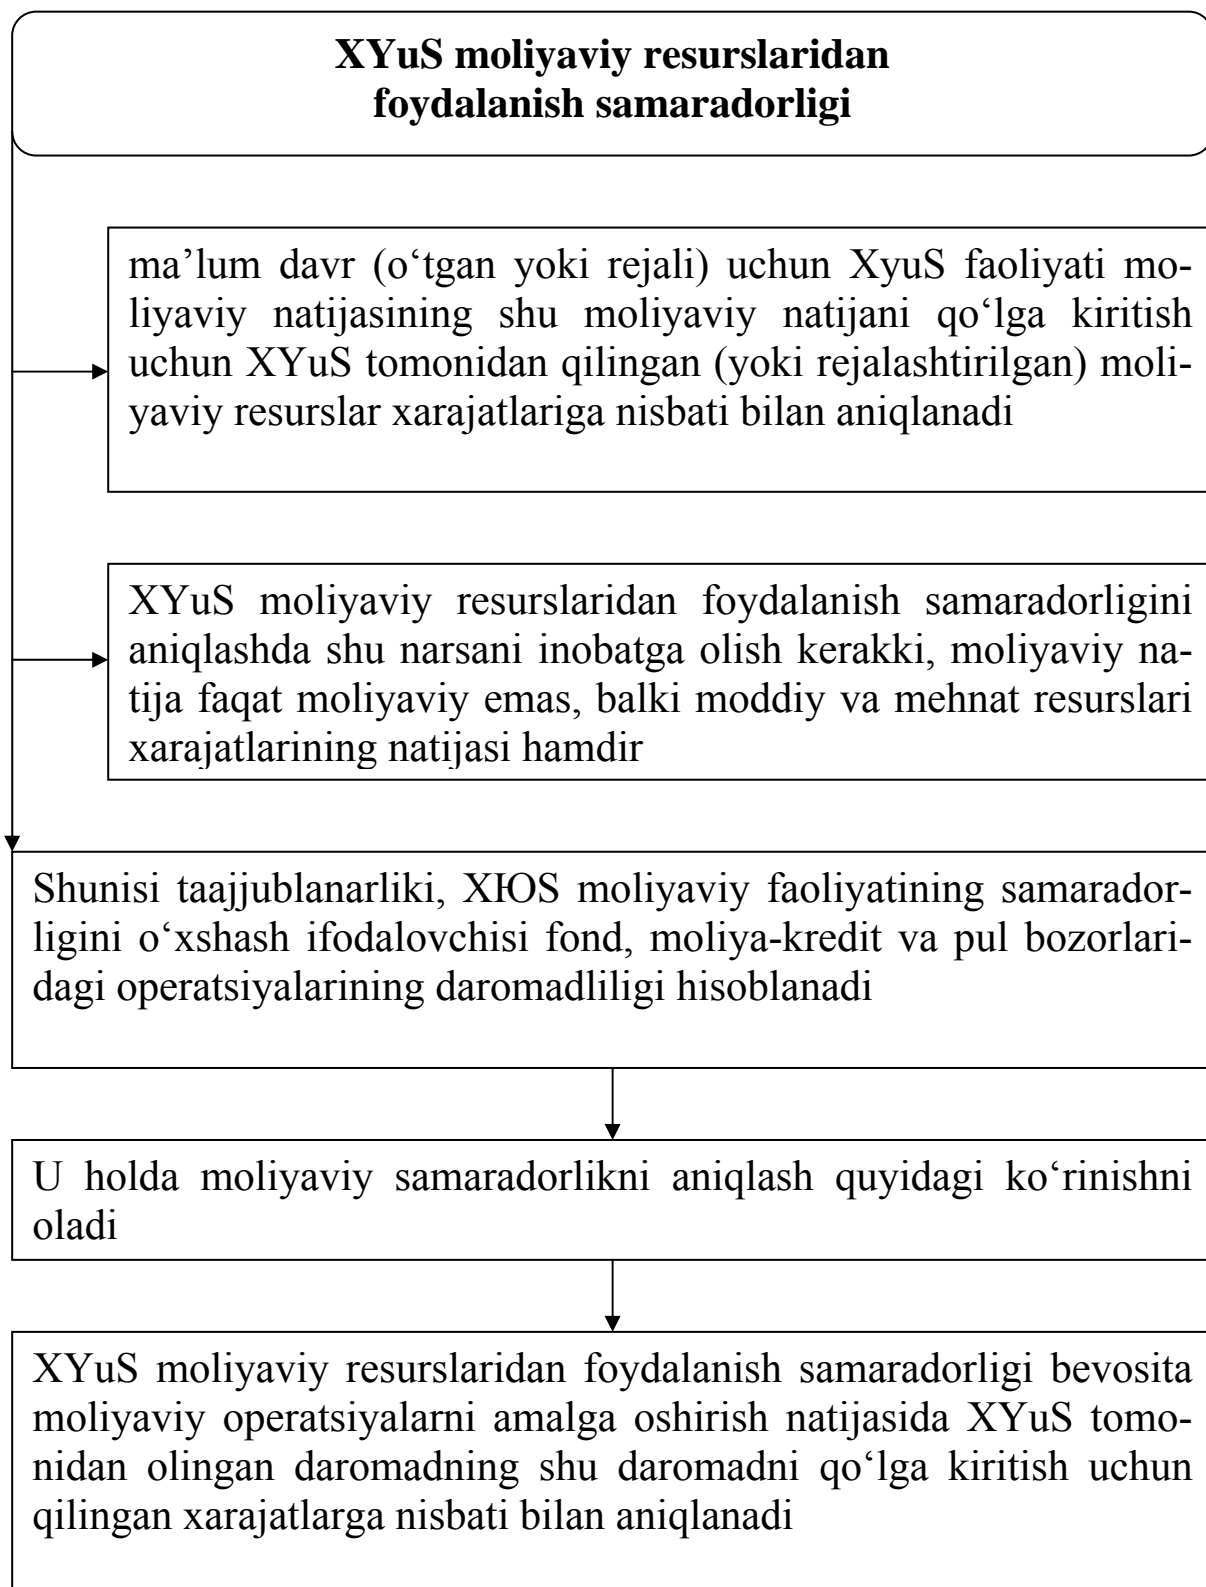 XYuS moliyaviy resurslaridan
foydalanish samaradorligi
ma’lum davr (o‘tgan yoki rejali) uchun XyuS faoliyati mo-
liyaviy natijasining shu moliyaviy natijani qo‘lga kiritish
uchun XYuS tomonidan qilingan (yoki rejalashtirilgan) moli-
yaviy resurslar xarajatlariga nisbati bilan aniqlanadi
XYuS moliyaviy resurslaridan foydalanish samaradorligini
aniqlashda shu narsani inobatga olish kerakki, moliyaviy na-
tija faqat moliyaviy emas, balki moddiy va mehnat resurslari
xarajatlarining natijasi hamdir
Shunisi taajjublanarliki, XЮS moliyaviy faoliyatining samarador-
ligini o‘xshash ifodalovchisi fond, moliya-kredit va pul bozorlari-
dagi operatsiyalarining daromadliligi hisoblanadi
U holda moliyaviy samaradorlikni aniqlash quyidagi ko‘rinishni
oladi
XYuS moliyaviy resurslaridan foydalanish samaradorligi bevosita
moliyaviy operatsiyalarni amalga oshirish natijasida XYuS tomo-
nidan olingan daromadning shu daromadni qo‘lga kiritish uchun
qilingan xarajatlarga nisbati bilan aniqlanadi